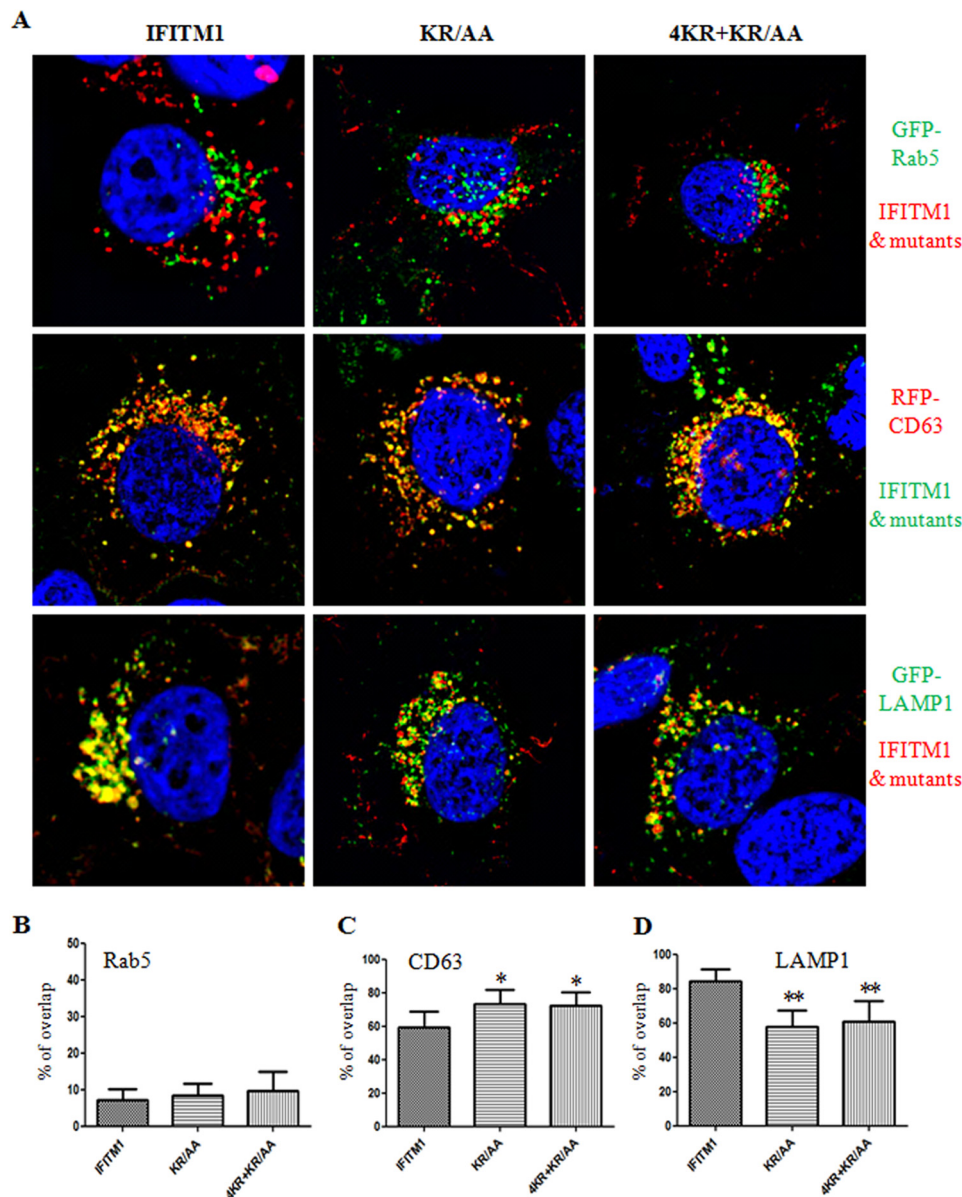 A
IFITM1 KR/AA 4KR+KR/AA
GFP-
Rab5
IFITM1
& mutants
RFP-
CD63
IFITM1
& mutants
GFP-
LAMP1
IFITM1
& mutants
B
Rab5
% of overlap
50
40
30
20
10
0
IFITM1
KR/AA
4KR+KR/AA
C
CD63
% of overlap
100
80
60
40
20
0
*
*
IFITM1
KR/AA
4KR+KR/AA
D
LAMP1
% of overlap
100
80
60
40
20
0
**
**
IFITM1
KR/AA
4KR+KR/AA